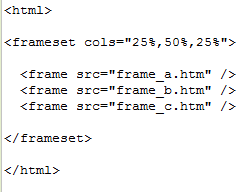 <html>
<frameset cols="25%,50%,25%">
<frame src="frame_a.htm" />
<frame src="frame_b.htm" />
<frame src="frame_c.htm" />
</frameset>
</html>